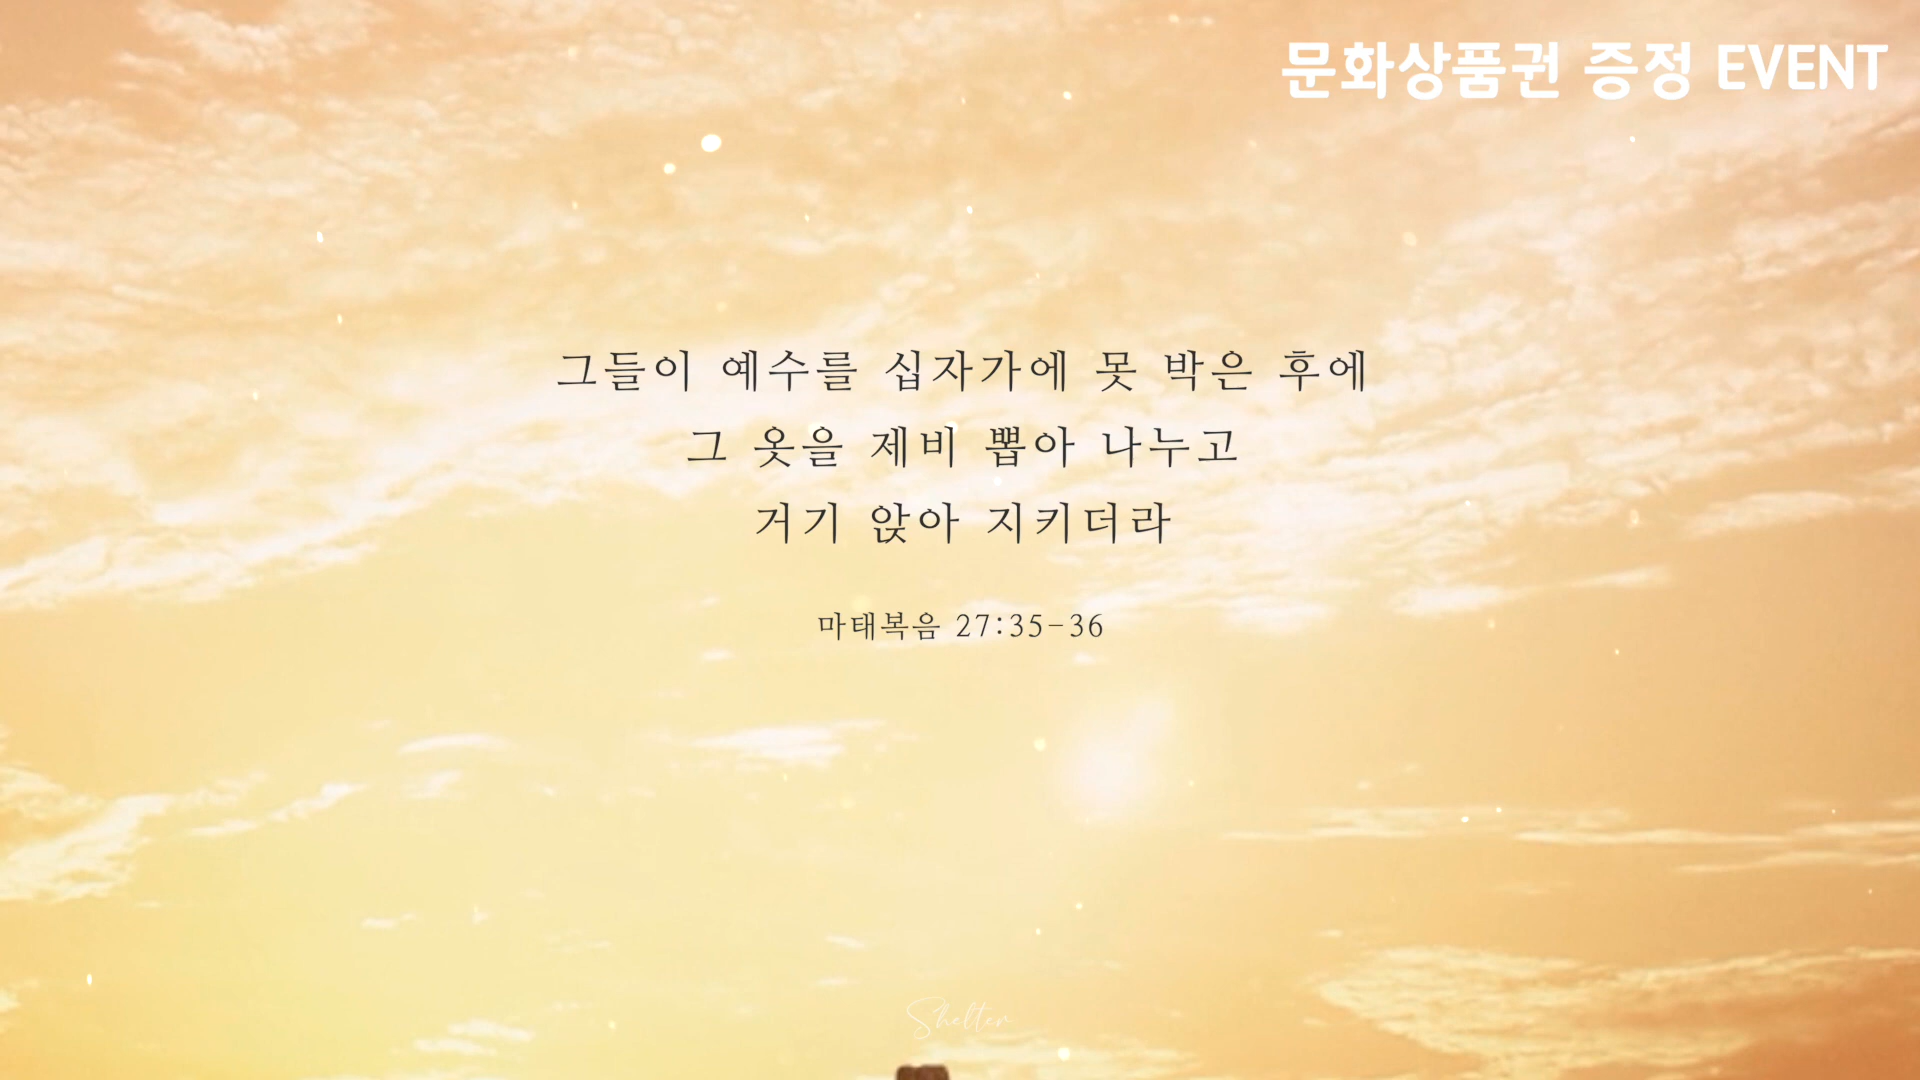 문화상품권 증정 EVENT
그들이 예수를 십자가에 못 박은 후에
그 옷을 제비 뽑아 나누고
거기 앉아 지키더라
마태복음 27:35-36
Shelter